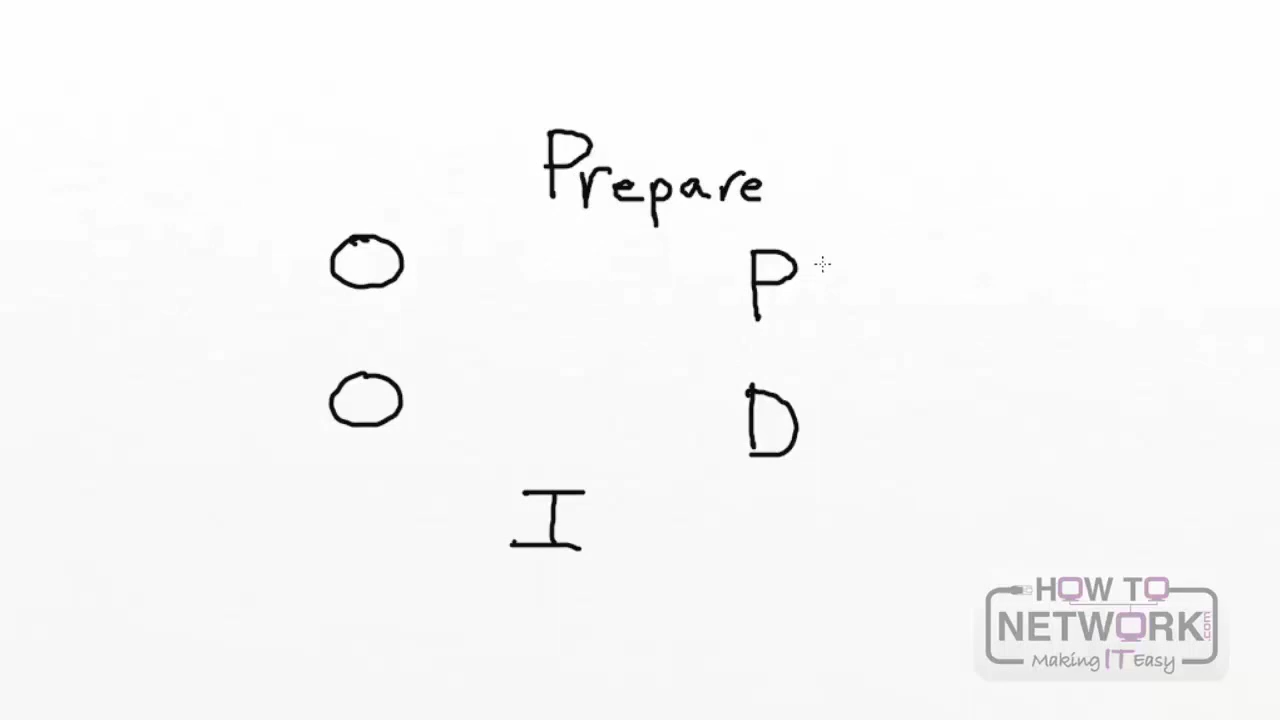 Prepare
O P
O D
I
HOW TO
NETWORK.com
Making IT Easy